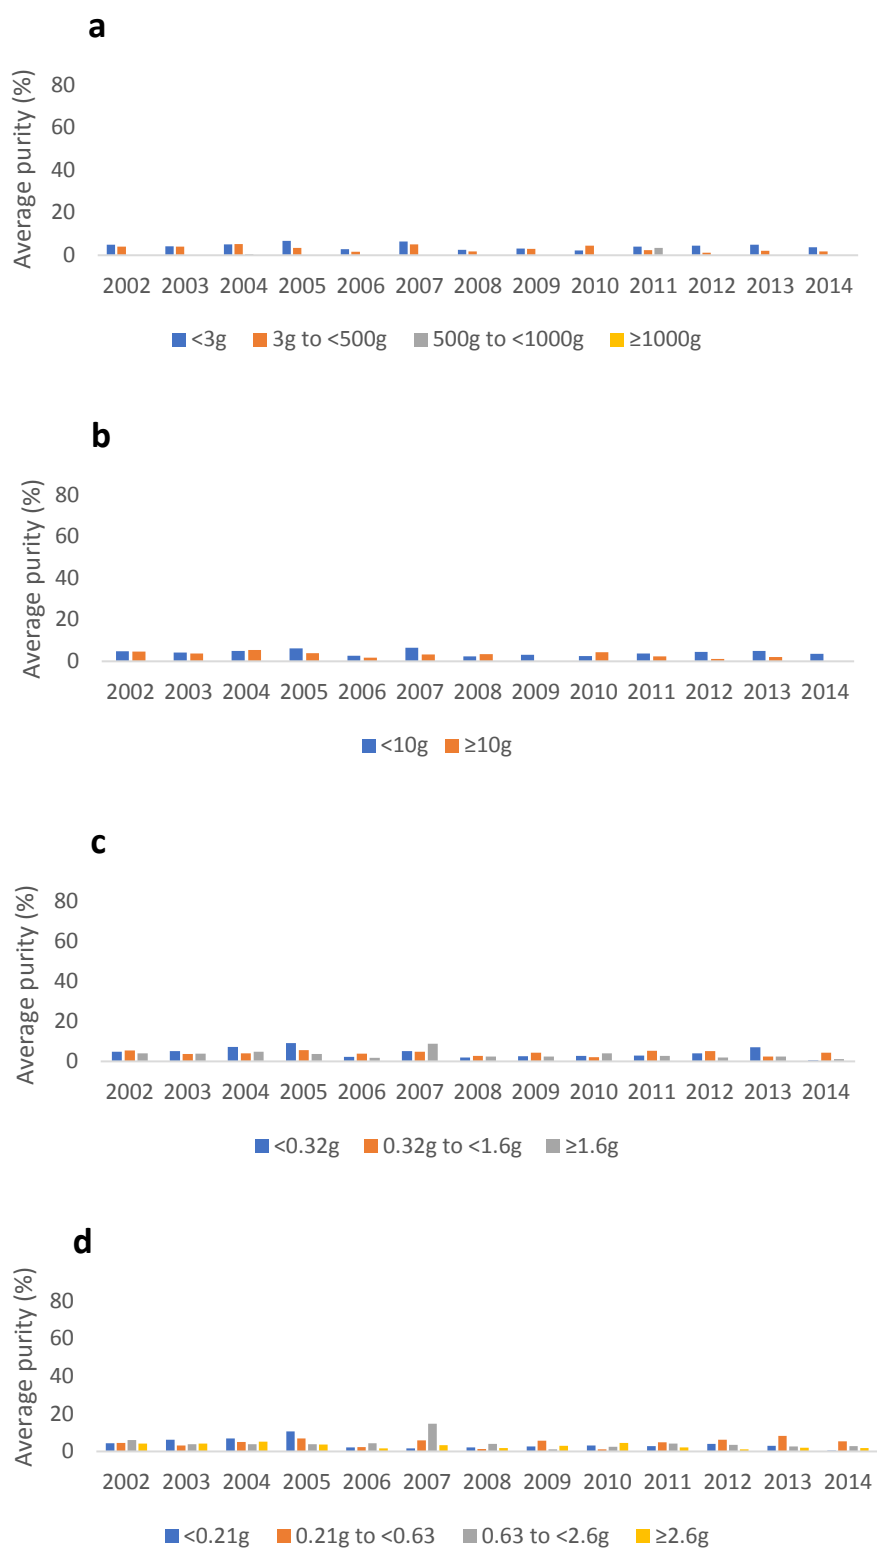 a
Average purity (%)
80
60
40
20
0
2002 2003 2004 2005 2006 2007 2008 2009 2010 2011 2012 2013 2014
<3g 3g to <500g 500g to <1000g ≥1000g
b
Average purity (%)
80
60
40
20
0
2002 2003 2004 2005 2006 2007 2008 2009 2010 2011 2012 2013 2014
<10g ≥10g
c
Average purity (%)
80
60
40
20
0
2002 2003 2004 2005 2006 2007 2008 2009 2010 2011 2012 2013 2014
<0.32g 0.32g to <1.6g ≥1.6g
d
Average purity (%)
80
60
40
20
0
2002 2003 2004 2005 2006 2007 2008 2009 2010 2011 2012 2013 2014
<0.21g 0.21g to <0.63 0.63 to <2.6g ≥2.6g